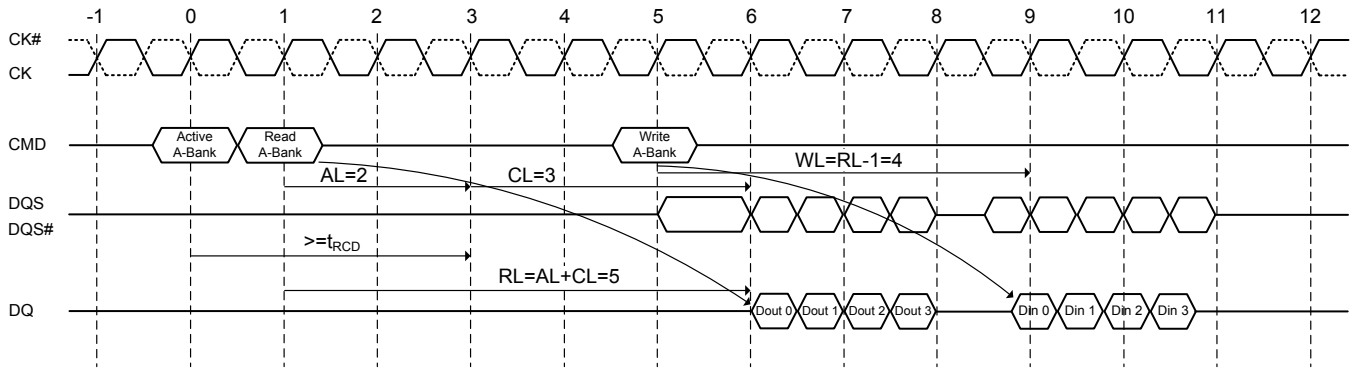 -1 0 1 2 3 4 5 6 7 8 9 10 11 12
CK#
CK
CMD
Active
A-Bank
Read
A-Bank
Write
A-Bank
WL=RL-1=4
AL=2
CL=3
DQS
DQS#
>=tRCD
RL=AL+CL=5
DQ
Dout 0 Dout 1 Dout 2 Dout 3 Din 0 Din 1 Din 2 Din 3